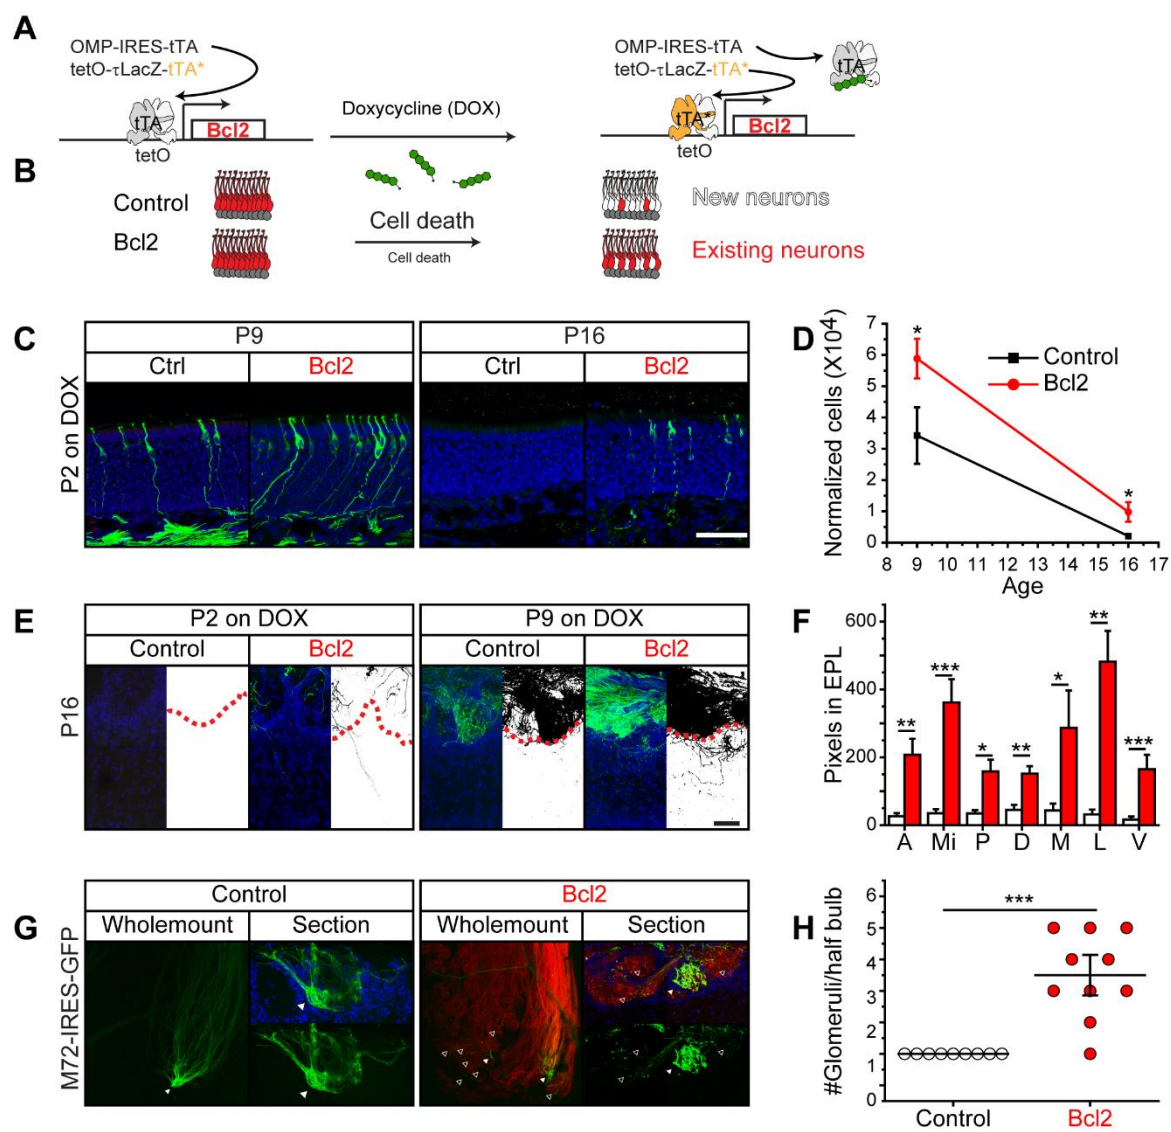 A
OMP-IRES-tTA
tetO-τLacZ-tTA*
tTA
Bcl2
tetO
Doxycycline (DOX)
OMP-IRES-tTA
tetO-τLacZ-tTA*
tTA
tTA*
Bcl2
tetO
B
Control
Bcl2
Cell death
Cell death
New neurons
Existing neurons
C
P9
P16
Ctrl
Bcl2
Ctrl
Bcl2
P2 on DOX
D
Normalized cells (X10⁴)
7
6
5
4
3
2
1
0
8 9 10 11 12 13 14 15 16 17
Age
Control
Bcl2
*
*
E
P2 on DOX
P9 on DOX
Control
Bcl2
Control
Bcl2
P16
F
Pixels in EPL
600
400
200
0
** *** * ** * ** ***
A Mi P D M L V
G
Control
Bcl2
Wholemount
Section
Wholemount
Section
M72-IRES-GFP
H
#Glomeruli/half bulb
6
5
4
3
2
1
***
Control
Bcl2